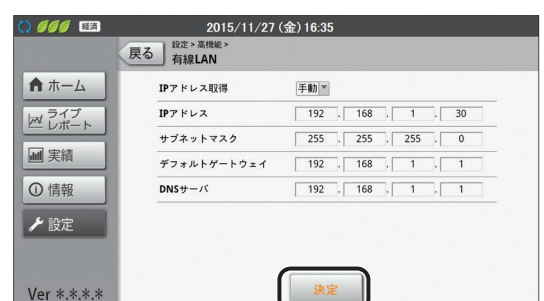 経済 2015/11/27 (金) 16:35
戻る 設定 > 高機能 >
有線LAN
ホーム
ライブ
レポート
実績
情報
設定
Ver *.*.*.*
IPアドレス取得 手動
IPアドレス 192 . 168 . 1 . 30
サブネットマスク 255 . 255 . 255 . 0
デフォルトゲートウェイ 192 . 168 . 1 . 1
DNSサーバ 192 . 168 . 1 . 1
決定